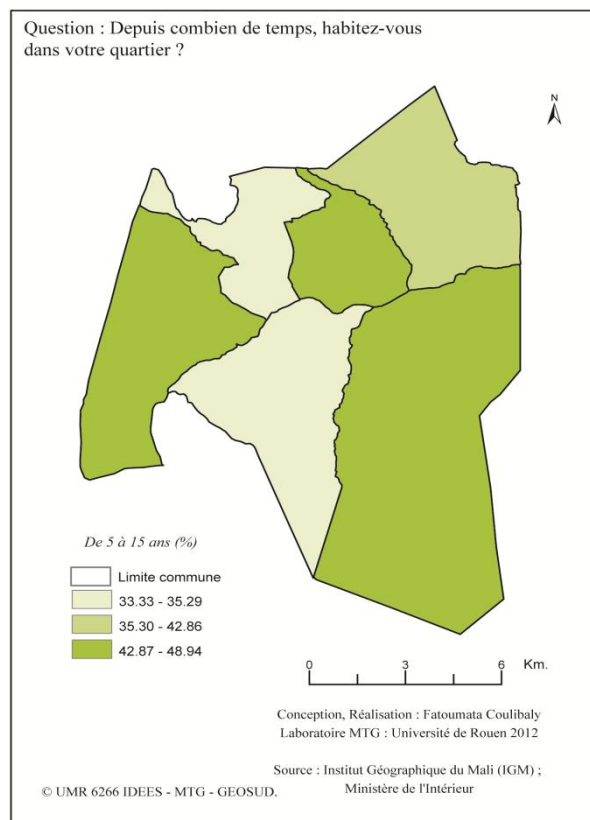 Question : Depuis combien de temps, habitez-vous
dans votre quartier ?
N
De 5 à 15 ans (%)
Limite commune
33.33 - 35.29
35.30 - 42.86
42.87 - 48.94
0 3 6 Km.
Conception, Réalisation : Fatoumata Coulibaly
Laboratoire MTG : Université de Rouen 2012
Source : Institut Géographique du Mali (IGM) ;
Ministère de l'Intérieur
© UMR 6266 IDEES - MTG - GEOSUD.